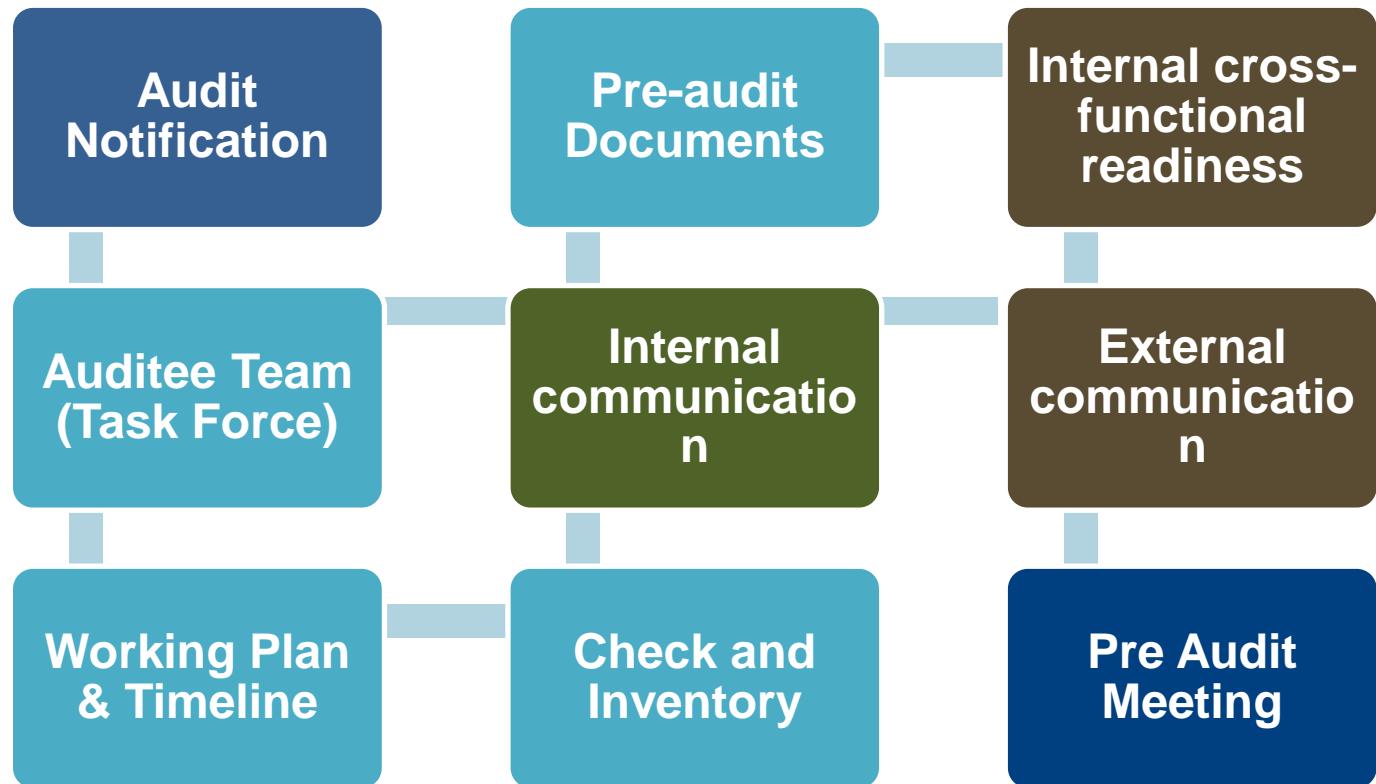 Audit
Notification
Pre-audit
Documents
Internal cross-
functional
readiness
Auditee Team
(Task Force)
Internal
communicatio
n
External
communicatio
n
Working Plan
& Timeline
Check and
Inventory
Pre Audit
Meeting